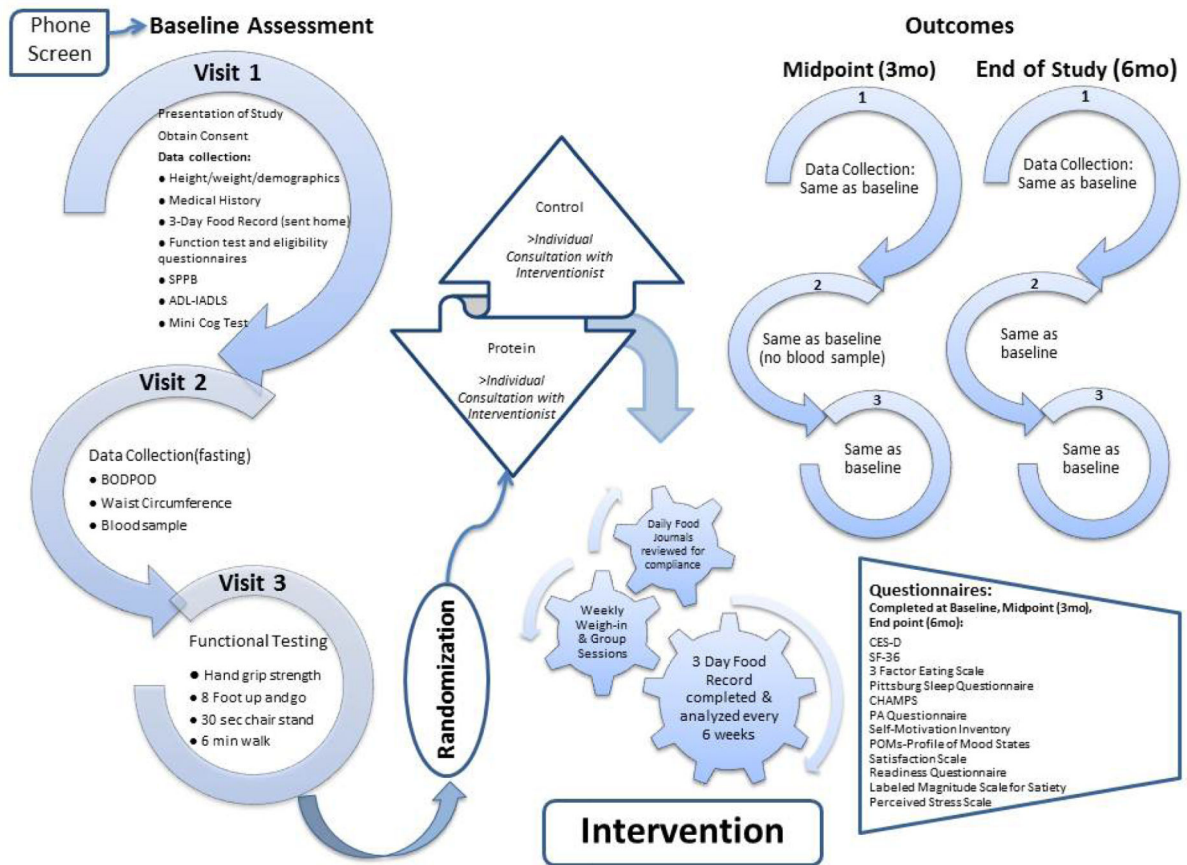 Phone
Screen
Baseline Assessment
Visit 1
Presentation of Study
Obtain Consent
Data collection:
● Height/weight/demographics
● Medical History
● 3-Day Food Record (sent home)
● Function test and eligibility
questionnaires
● SPPB
● ADL-IADLS
● Mini Cog Test
Visit 2
Data Collection(fasting)
● BODPOD
● Waist Circumference
● Blood sample
Visit 3
Functional Testing
● Hand grip strength
● 8 Foot up and go
● 30 sec chair stand
● 6 min walk
Randomization
Control
>Individual
Consultation with
Interventionist
Protein
>Individual
Consultation with
Interventionist
Daily Food
Journals
reviewed for
compliance
Weekly
Weigh-in
& Group
Sessions
3 Day Food
Record
completed &
analyzed every
6 weeks
Intervention
Outcomes
Midpoint (3mo)
1
Data Collection:
Same as baseline
2
Same as baseline
(no blood sample)
3
Same as
baseline
End of Study (6mo)
1
Data Collection:
Same as baseline
2
Same as
baseline
3
Same as
baseline
Questionnaires:
Completed at Baseline, Midpoint (3mo),
End point (6mo):
CES-D
SF-36
3 Factor Eating Scale
Pittsburg Sleep Questionnaire
CHAMPS
PA Questionnaire
Self-Motivation Inventory
POMs-Profile of Mood States
Satisfaction Scale
Readiness Questionnaire
Labeled Magnitude Scale for Satiety
Perceived Stress Scale